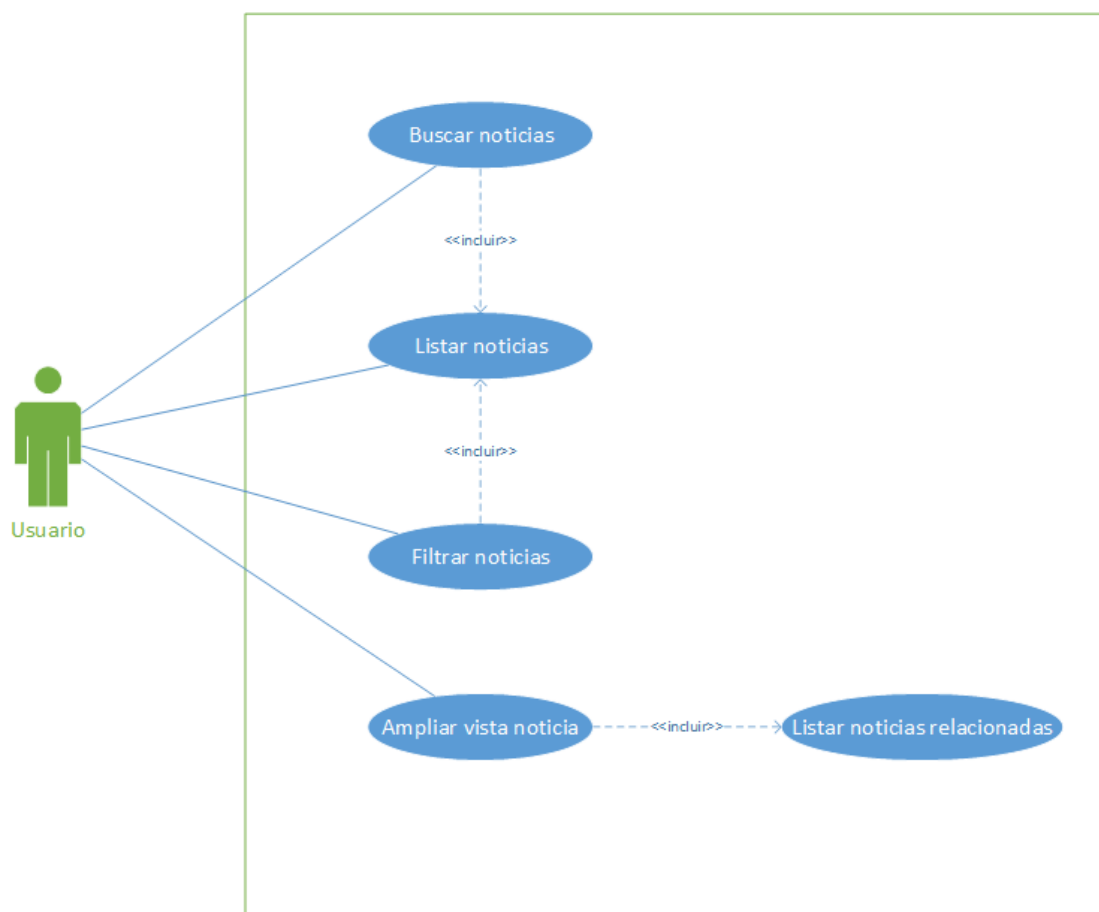 Buscar noticias
<<incluir>>
Listar noticias
<<incluir>>
Usuario
Filtrar noticias
Ampliar vista noticia
<<incluir>>
Listar noticias relacionadas